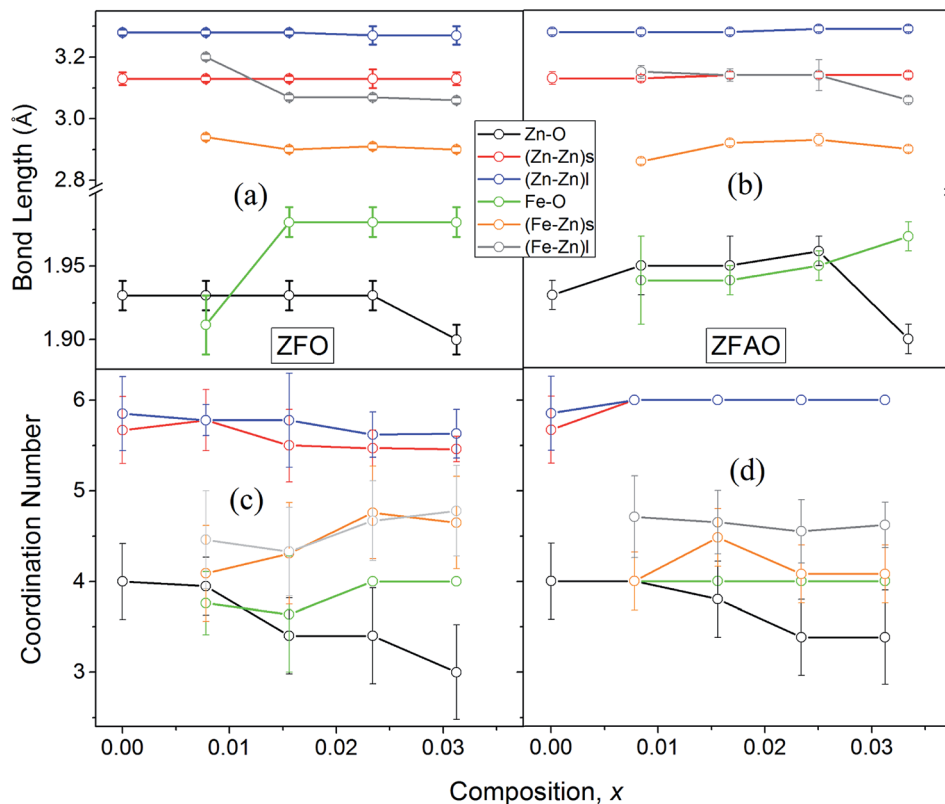 Bond Length (Å)
3.2
3.0
2.8
1.95
1.90
(a)
ZFO
Zn-O
(Zn-Zn)s
(Zn-Zn)l
Fe-O
(Fe-Zn)s
(Fe-Zn)l
(b)
ZFAO
Coordination Number
6
5
4
3
(c)
(d)
0.00 0.01 0.02 0.03 0.00 0.01 0.02 0.03
Composition, x